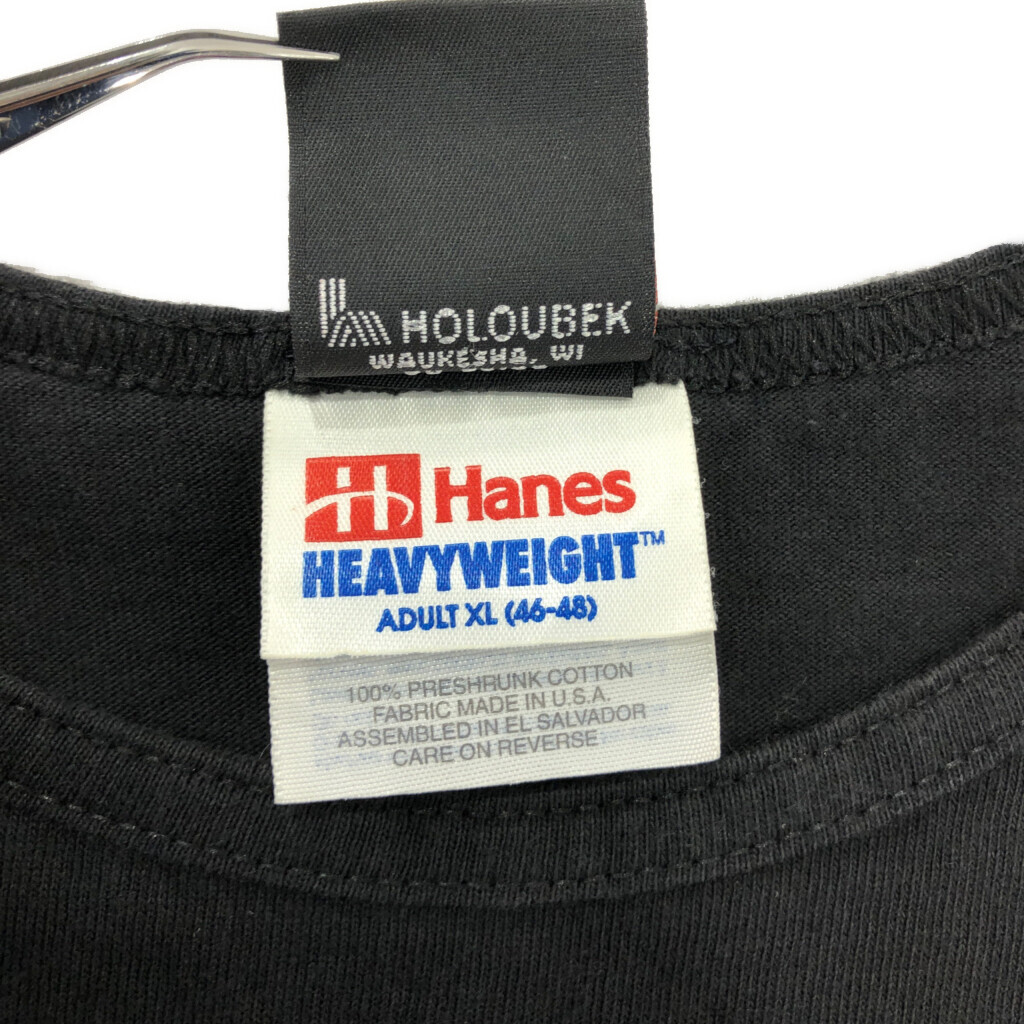 HOLOUBEK
WAUKESHA, WI
Hanes
HEAVYWEIGHT™
ADULT XL (46-48)
100% PRESHRUNK COTTON
FABRIC MADE IN U.S.A.
ASSEMBLED IN EL SALVADOR
CARE ON REVERSE